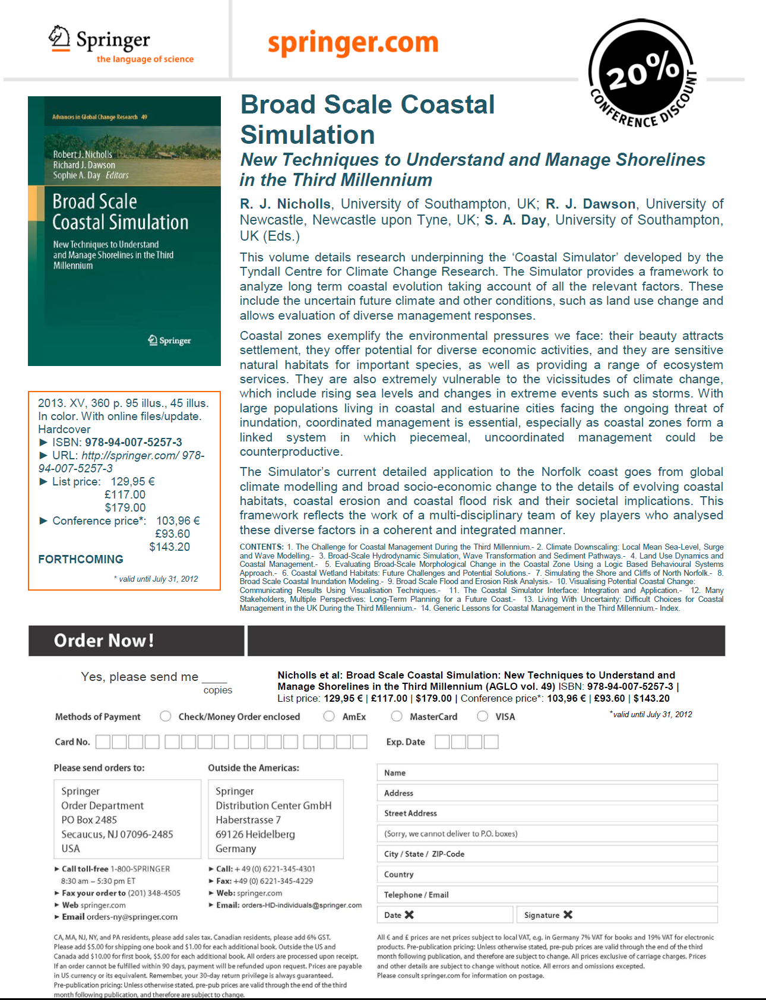 Springer
the language of science
springer.com
20%
CONFERENCE DISCOUNT
Advances in Global Change Research 49
Robert J. Nicholls
Richard J. Dawson
Sophie A. Day Editors
Broad Scale
Coastal Simulation
New Techniques to Understand
and Manage Shorelines in the Third
Millennium
Springer
2013. XV, 360 p. 95 illus., 45 illus.
In color. With online files/update.
Hardcover
► ISBN: 978-94-007-5257-3
► URL: http://springer.com/ 978-
94-007-5257-3
► List price: 129,95 €
£117.00
$179.00
► Conference price*: 103,96 €
£93.60
$143.20
FORTHCOMING
* valid until July 31, 2012
Broad Scale Coastal
Simulation
New Techniques to Understand and Manage Shorelines
in the Third Millennium
R. J. Nicholls, University of Southampton, UK; R. J. Dawson, University of
Newcastle, Newcastle upon Tyne, UK; S. A. Day, University of Southampton,
UK (Eds.)
This volume details research underpinning the ‘Coastal Simulator’ developed by the
Tyndall Centre for Climate Change Research. The Simulator provides a framework to
analyze long term coastal evolution taking account of all the relevant factors. These
include the uncertain future climate and other conditions, such as land use change and
allows evaluation of diverse management responses.
Coastal zones exemplify the environmental pressures we face: their beauty attracts
settlement, they offer potential for diverse economic activities, and they are sensitive
natural habitats for important species, as well as providing a range of ecosystem
services. They are also extremely vulnerable to the vicissitudes of climate change,
which include rising sea levels and changes in extreme events such as storms. With
large populations living in coastal and estuarine cities facing the ongoing threat of
inundation, coordinated management is essential, especially as coastal zones form a
linked system in which piecemeal, uncoordinated management could be
counterproductive.
The Simulator’s current detailed application to the Norfolk coast goes from global
climate modelling and broad socio-economic change to the details of evolving coastal
habitats, coastal erosion and coastal flood risk and their societal implications. This
framework reflects the work of a multi-disciplinary team of key players who analysed
these diverse factors in a coherent and integrated manner.
CONTENTS: 1. The Challenge for Coastal Management During the Third Millennium.- 2. Climate Downscaling: Local Mean Sea-Level, Surge
and Wave Modelling.- 3. Broad-Scale Hydrodynamic Simulation, Wave Transformation and Sediment Pathways.- 4. Land Use Dynamics and
Coastal Management.- 5. Evaluating Broad-Scale Morphological Change in the Coastal Zone Using a Logic Based Behavioural Systems
Approach.- 6. Coastal Wetland Habitats: Future Challenges and Potential Solutions.- 7. Simulating the Shore and Cliffs of North Norfolk.- 8.
Broad Scale Coastal Inundation Modeling.- 9. Broad Scale Flood and Erosion Risk Analysis.- 10. Visualising Potential Coastal Change:
Communicating Results Using Visualisation Techniques.- 11. The Coastal Simulator Interface: Integration and Application.- 12. Many
Stakeholders, Multiple Perspectives: Long-Term Planning for a Future Coast.- 13. Living With Uncertainty: Difficult Choices for Coastal
Management in the UK During the Third Millennium.- 14. Generic Lessons for Coastal Management in the Third Millennium.- Index.
Order Now!
Yes, please send me ____
copies
Nicholls et al: Broad Scale Coastal Simulation: New Techniques to Understand and
Manage Shorelines in the Third Millennium (AGLO vol. 49) ISBN: 978-94-007-5257-3 |
List price: 129,95 € | £117.00 | $179.00 | Conference price*: 103,96 € | £93.60 | $143.20
*valid until July 31, 2012
Methods of Payment Check/Money Order enclosed AmEx MasterCard VISA
Card No. Exp. Date
Please send orders to:
Springer
Order Department
PO Box 2485
Secaucus, NJ 07096-2485
USA
► Call toll-free 1-800-SPRINGER
8:30 am – 5:30 pm ET
► Fax your order to (201) 348-4505
► Web springer.com
► Email orders-ny@springer.com
Outside the Americas:
Springer
Distribution Center GmbH
Haberstrasse 7
69126 Heidelberg
Germany
► Call: + 49 (0) 6221-345-4301
► Fax: +49 (0) 6221-345-4229
► Web: springer.com
► Email: orders-HD-individuals@springer.com
Name
Address
Street Address
(Sorry, we cannot deliver to P.O. boxes)
City / State / ZIP-Code
Country
Telephone / Email
Date ✖ Signature ✖
CA, MA, NJ, NY, and PA residents, please add sales tax. Canadian residents, please add 6% GST.
Please add $5.00 for shipping one book and $1.00 for each additional book. Outside the US and
Canada add $10.00 for first book, $5.00 for each additional book. All orders are processed upon receipt.
If an order cannot be fulfilled within 90 days, payment will be refunded upon request. Prices are payable
in US currency or its equivalent. Remember, your 30-day return privilege is always guaranteed.
Pre-publication pricing: Unless otherwise stated, pre-pub prices are valid through the end of the third
month following publication, and therefore are subject to change.
All € and £ prices are net prices subject to local VAT, e.g. in Germany 7% VAT for books and 19% VAT for electronic
products. Pre-publication pricing: Unless otherwise stated, pre-pub prices are valid through the end of the third
month following publication, and therefore are subject to change. All prices exclusive of carriage charges. Prices
and other details are subject to change without notice. All errors and omissions excepted.
Please consult springer.com for information on postage.